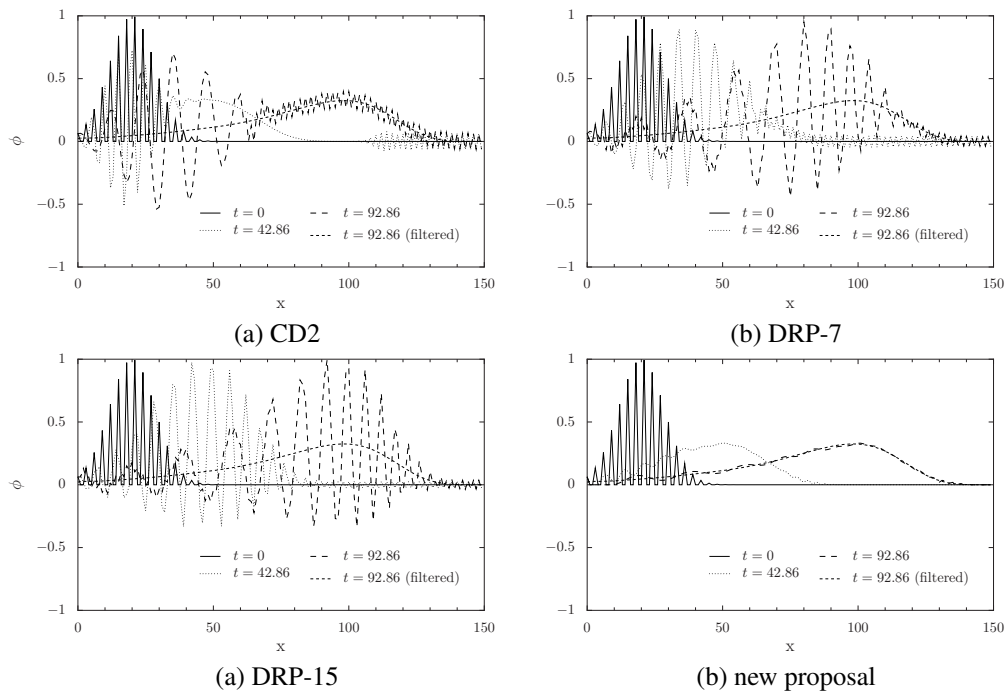 1
0.5
0
−0.5
−1
ϕ
t = 0
t = 42.86
t = 92.86
t = 92.86 (filtered)
0 50 100 150
x
(a) CD2
1
0.5
0
−0.5
−1
ϕ
t = 0
t = 42.86
t = 92.86
t = 92.86 (filtered)
0 50 100 150
x
(b) DRP-7
1
0.5
0
−0.5
−1
ϕ
t = 0
t = 42.86
t = 92.86
t = 92.86 (filtered)
0 50 100 150
x
(a) DRP-15
1
0.5
0
−0.5
−1
ϕ
t = 0
t = 42.86
t = 92.86
t = 92.86 (filtered)
0 50 100 150
x
(b) new proposal